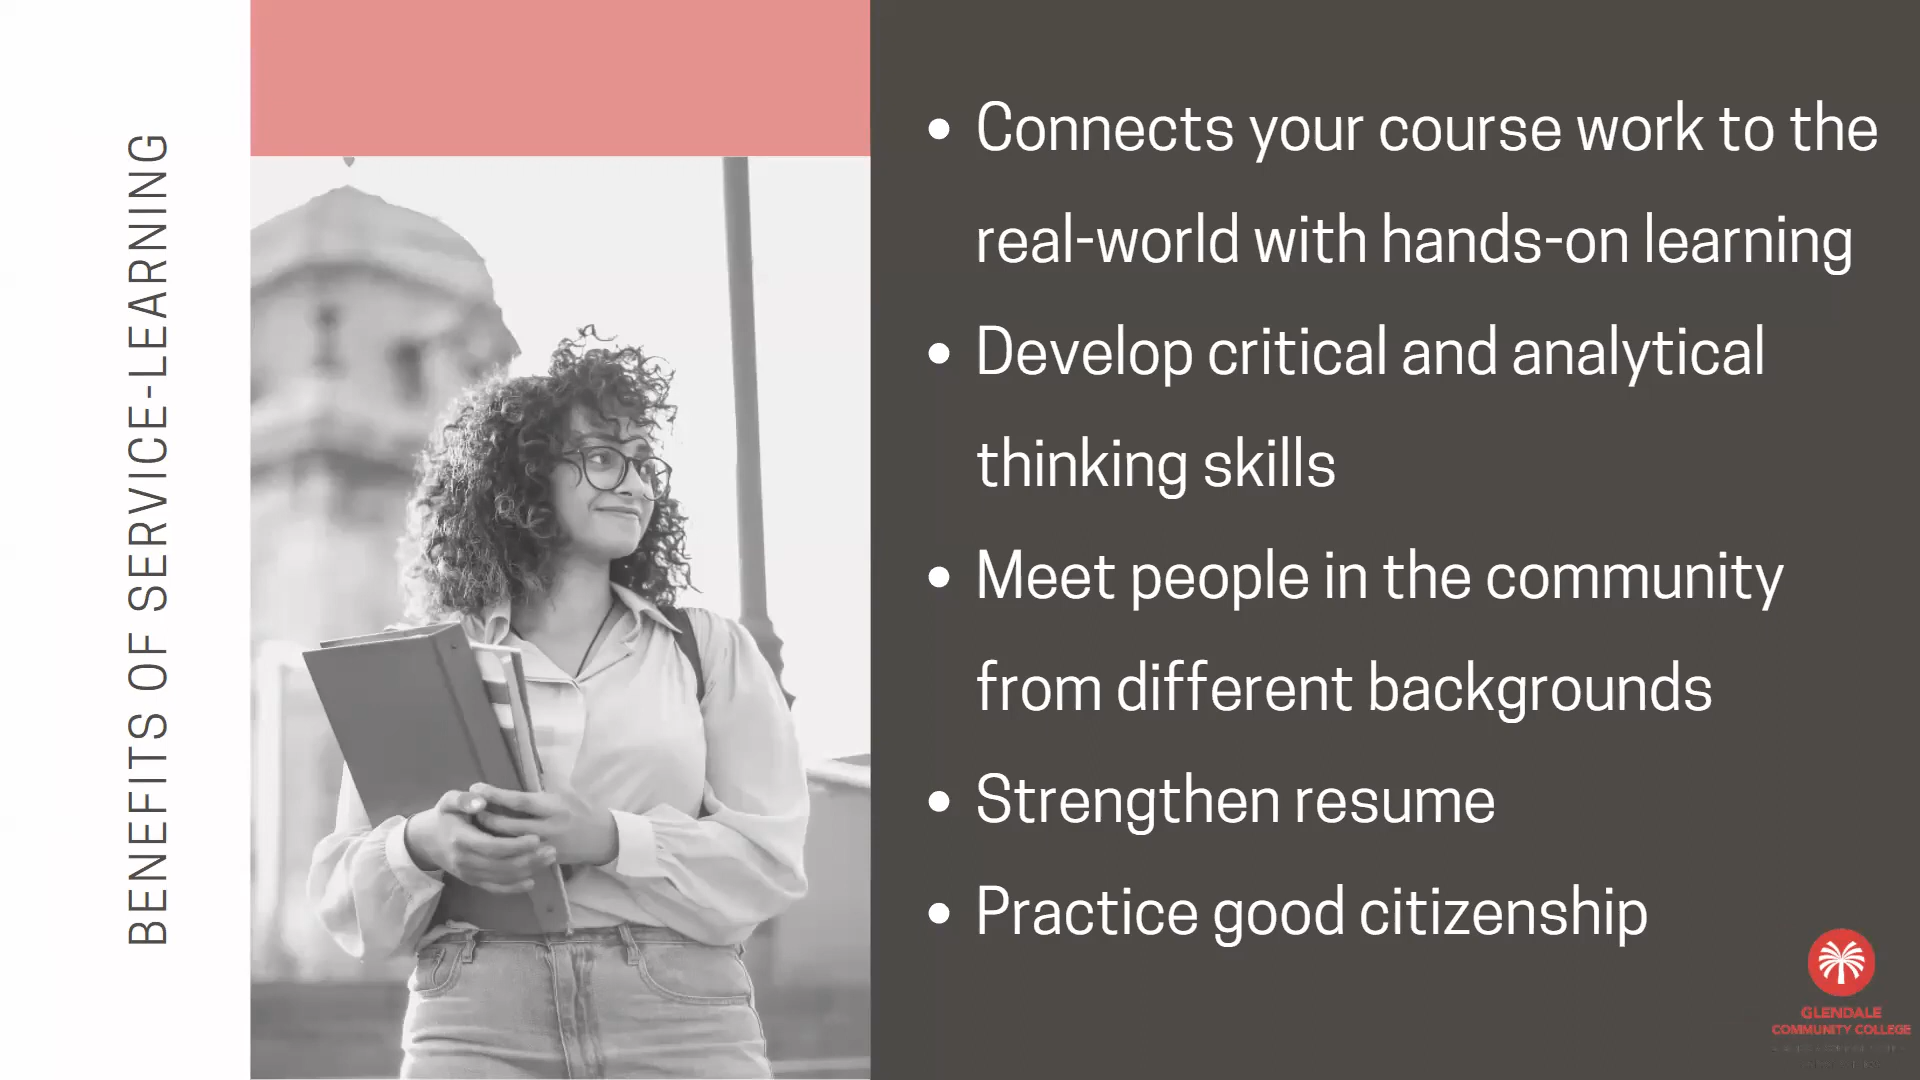 BENEFITS OF SERVICE-LEARNING
• Connects your course work to the
real-world with hands-on learning
• Develop critical and analytical
thinking skills
• Meet people in the community
from different backgrounds
• Strengthen resume
• Practice good citizenship
GLENDALE
COMMUNITY COLLEGE